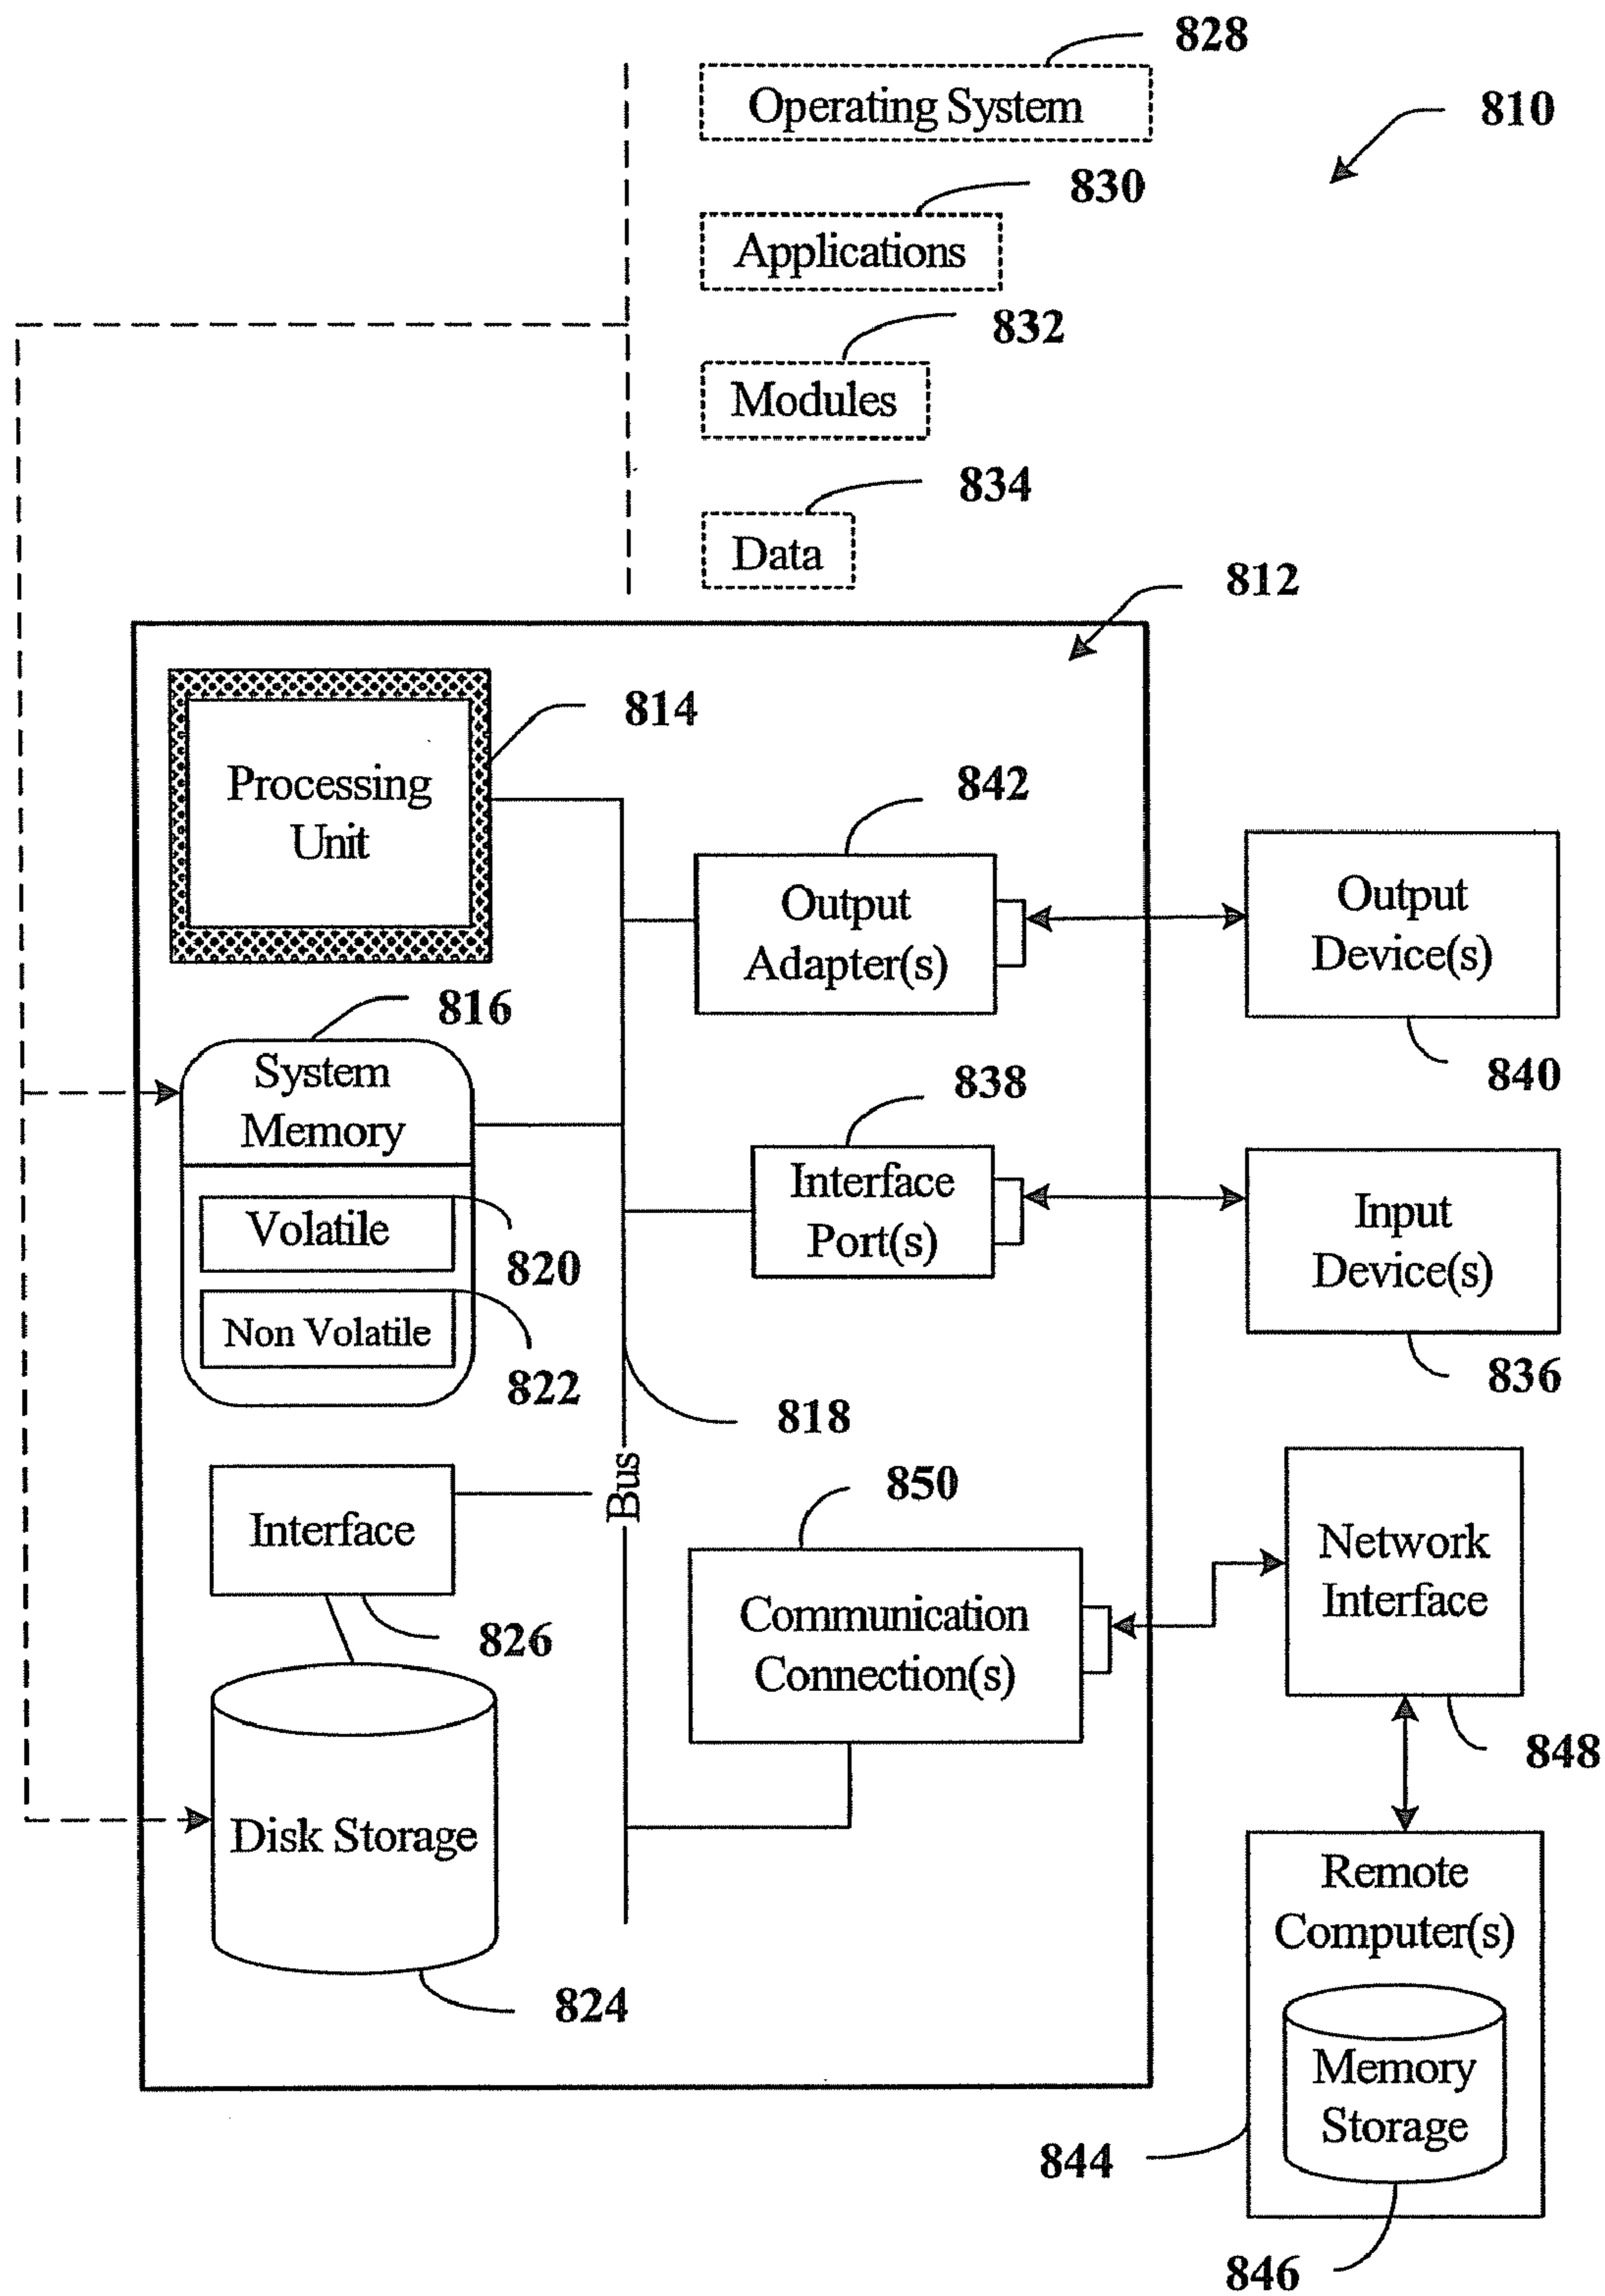 828
Operating System
810
830
Applications
832
Modules
834
Data
812
814
Processing
Unit
842
Output
Adapter(s)
Output
Device(s)
840
816
System
Memory
838
Interface
Port(s)
Input
Device(s)
836
Volatile
820
Non Volatile
822
818
Bus
850
Interface
826
Communication
Connection(s)
Network
Interface
848
Disk Storage
824
Remote
Computer(s)
Memory
Storage
844
846